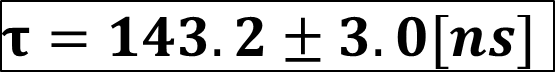 τ = 143.2 ± 3.0[ns]